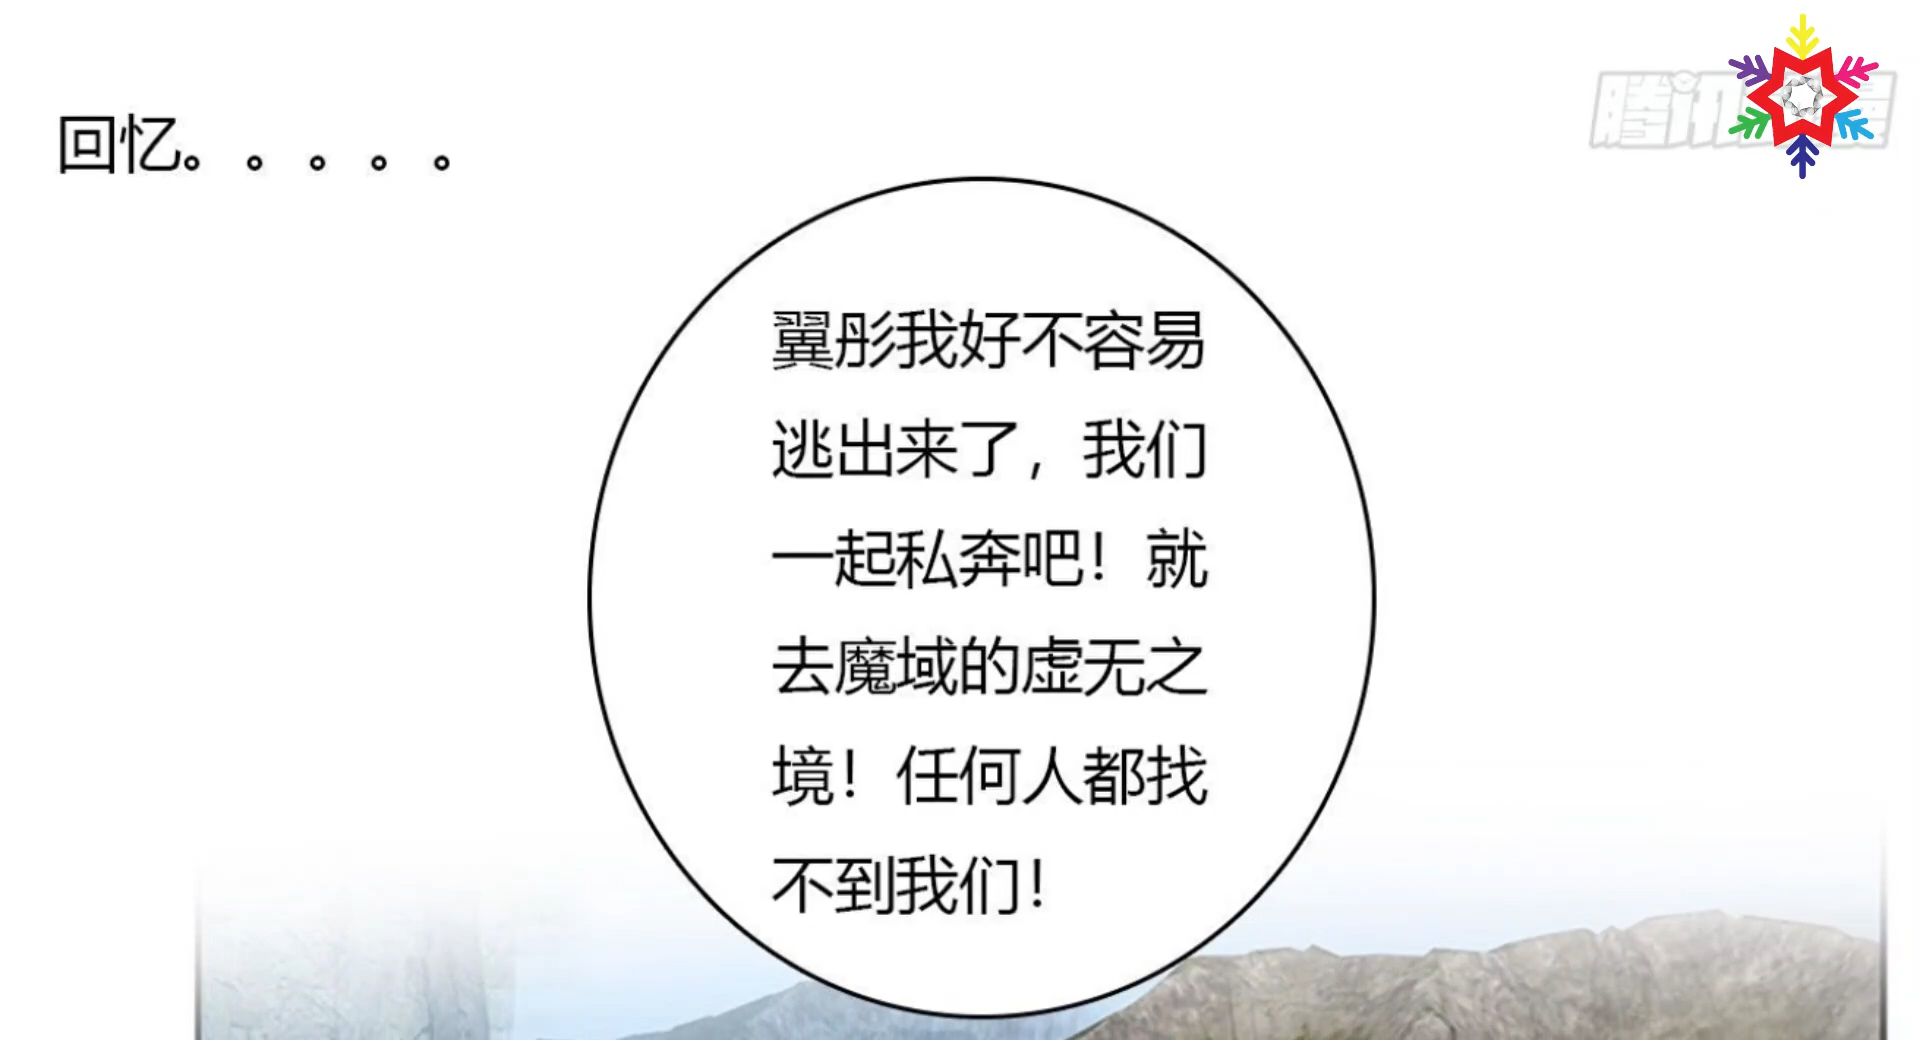 回忆。。。。。
翼彤我好不容易
逃出来了，我们
一起私奔吧！就
去魔域的虚无之
境！任何人都找
不到我们！
腾讯